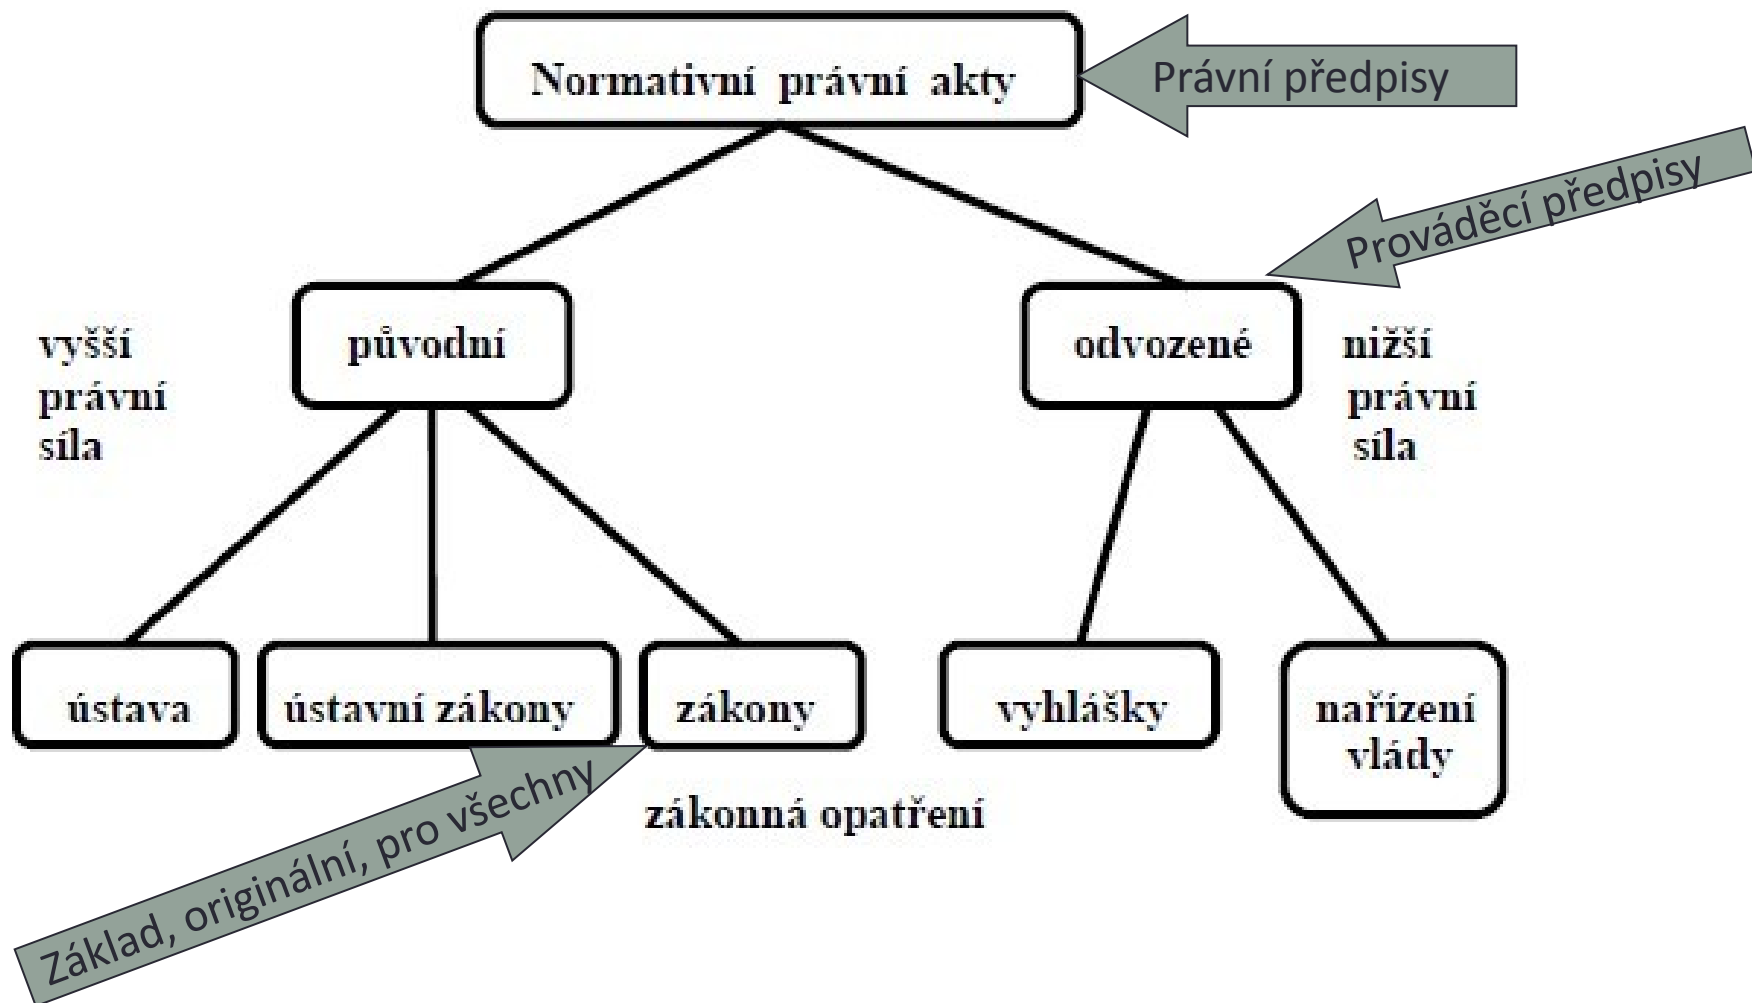 Normativní právní akty
Právní předpisy
Prováděcí předpisy
vyšší
právní
síla
původní
odvozené
nižší
právní
síla
ústava
ústavní zákony
zákony
vyhlášky
nařízení
vlády
zákonná opatření
Základ, originální, pro všechny